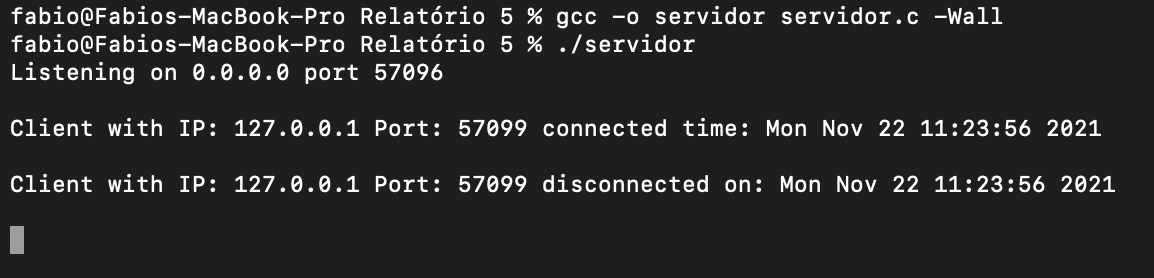 fabio@Fabios-MacBook-Pro Relatório 5 % gcc -o servidor servidor.c -Wall
fabio@Fabios-MacBook-Pro Relatório 5 % ./servidor
Listening on 0.0.0.0 port 57096
Client with IP: 127.0.0.1 Port: 57099 connected time: Mon Nov 22 11:23:56 2021
Client with IP: 127.0.0.1 Port: 57099 disconnected on: Mon Nov 22 11:23:56 2021